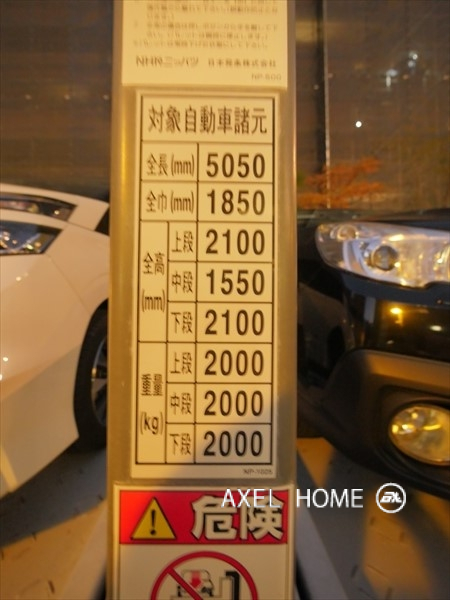 NHRニッパツ 日本発条株式会社
NP-500
対象自動車諸元
全長(mm) 5050
全巾(mm) 1850
全高(mm) 上段 2100
中段 1550
下段 2100
重量(kg) 上段 2000
中段 2000
下段 2000
NP-1025
AXEL HOME
危険